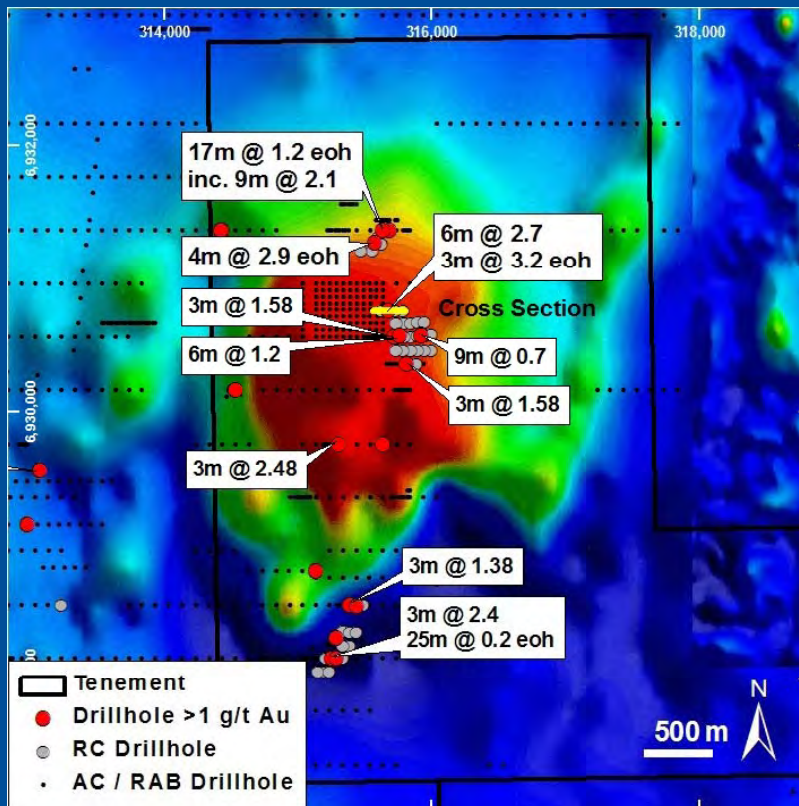 314,000
316,000
318,000
6,932,000
17m @ 1.2 eoh
inc. 9m @ 2.1
6m @ 2.7
3m @ 3.2 eoh
4m @ 2.9 eoh
3m @ 1.58
Cross Section
6m @ 1.2
9m @ 0.7
3m @ 1.58
6,930,000
3m @ 2.48
3m @ 1.38
3m @ 2.4
25m @ 0.2 eoh
Tenement
Drillhole >1 g/t Au
RC Drillhole
AC / RAB Drillhole
N
500 m